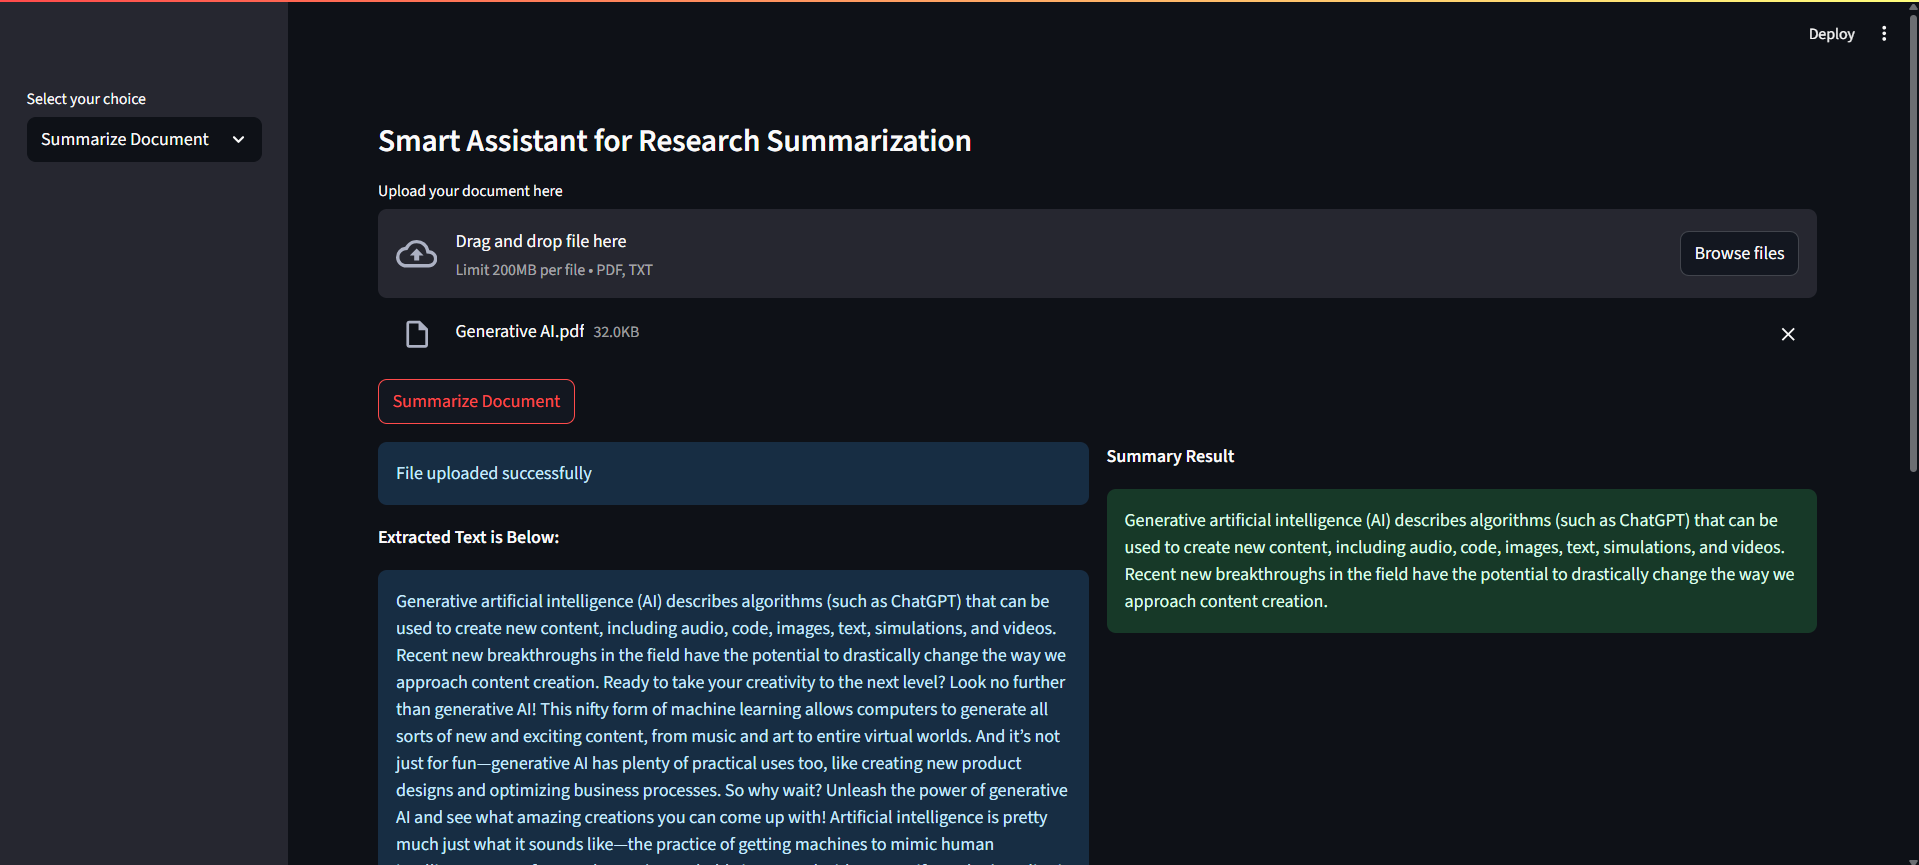 Deploy
Select your choice
Summarize Document
Smart Assistant for Research Summarization
Upload your document here
Drag and drop file here
Limit 200MB per file • PDF, TXT
Browse files
Generative AI.pdf 32.0KB
Summarize Document
File uploaded successfully
Extracted Text is Below:
Generative artificial intelligence (AI) describes algorithms (such as ChatGPT) that can be
used to create new content, including audio, code, images, text, simulations, and videos.
Recent new breakthroughs in the field have the potential to drastically change the way we
approach content creation. Ready to take your creativity to the next level? Look no further
than generative AI! This nifty form of machine learning allows computers to generate all
sorts of new and exciting content, from music and art to entire virtual worlds. And it’s not
just for fun—generative AI has plenty of practical uses too, like creating new product
designs and optimizing business processes. So why wait? Unleash the power of generative
AI and see what amazing creations you can come up with! Artificial intelligence is pretty
much just what it sounds like—the practice of getting machines to mimic human
Summary Result
Generative artificial intelligence (AI) describes algorithms (such as ChatGPT) that can be
used to create new content, including audio, code, images, text, simulations, and videos.
Recent new breakthroughs in the field have the potential to drastically change the way we
approach content creation.